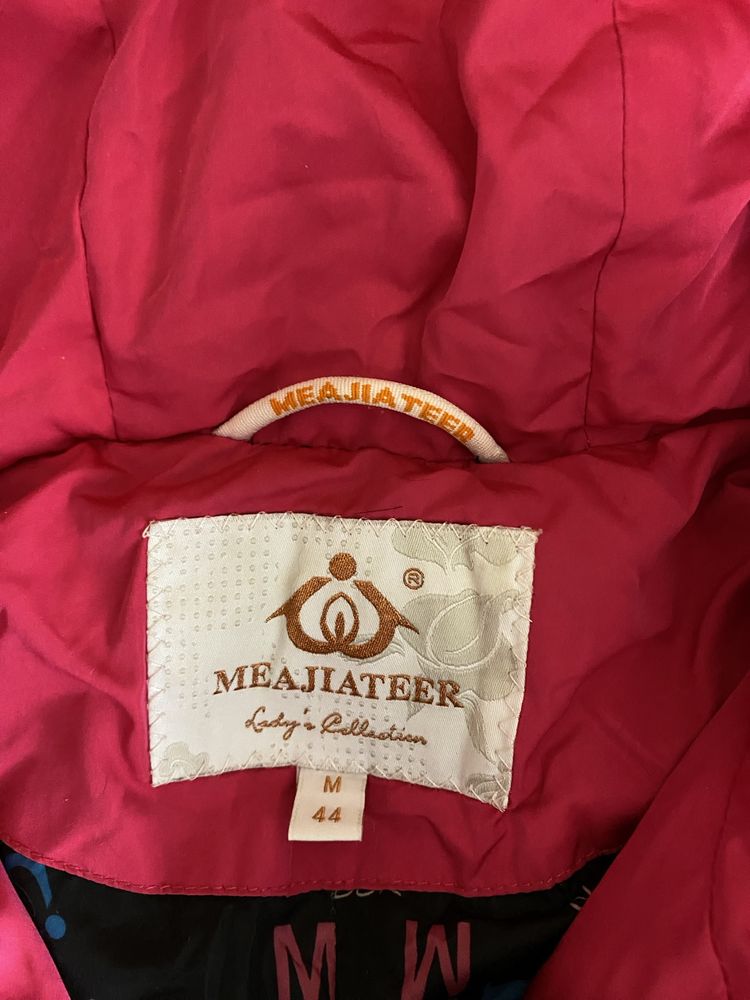 MEAJIATEER
®
MEAJIATEER
Lady's Collection
M
44
M M